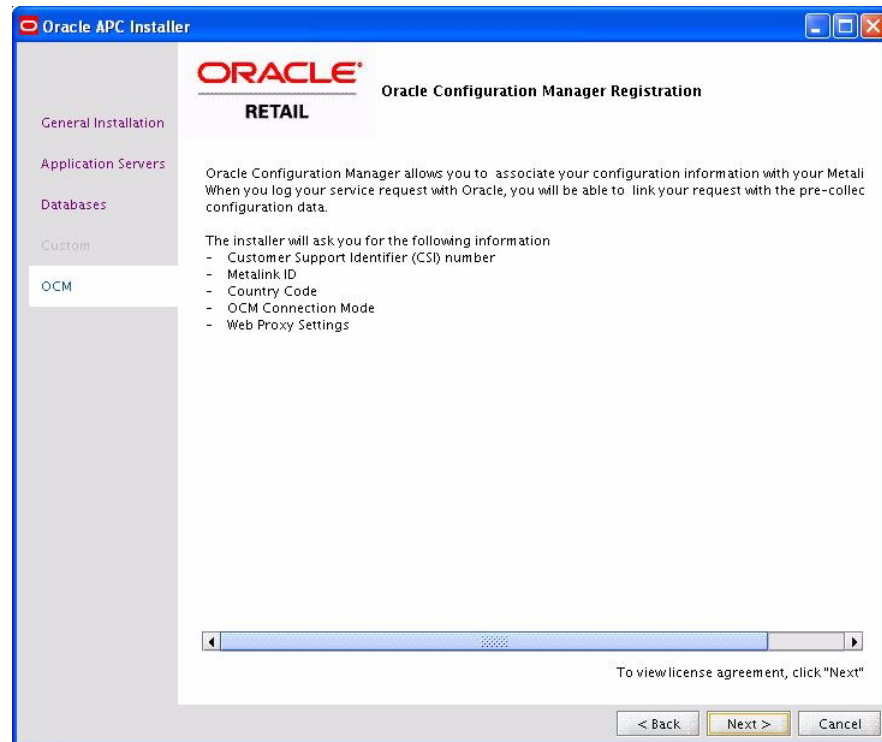 Oracle APC Installer
ORACLE
RETAIL
Oracle Configuration Manager Registration
General Installation
Application Servers
Databases
Custom
OCM
Oracle Configuration Manager allows you to associate your configuration information with your Metali
When you log your service request with Oracle, you will be able to link your request with the pre-collec
configuration data.
The installer will ask you for the following information
- Customer Support Identifier (CSI) number
- Metalink ID
- Country Code
- OCM Connection Mode
- Web Proxy Settings
To view license agreement, click "Next"
< Back
Next >
Cancel